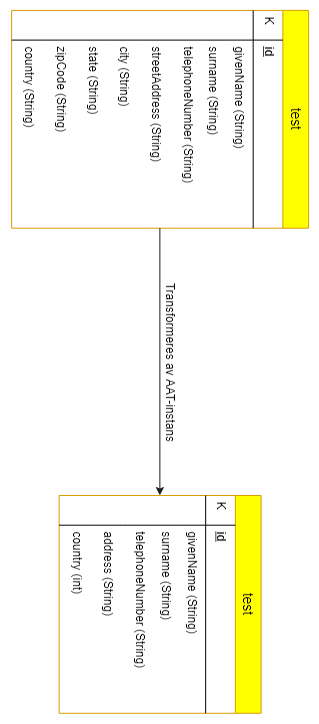 test
K id
givenName (String)
surname (String)
telephoneNumber (String)
streetAddress (String)
city (String)
state (String)
zipCode (String)
country (String)
Transformeres av AAT-instans
test
K id
givenName (String)
surname (String)
telephoneNumber (String)
address (String)
country (int)